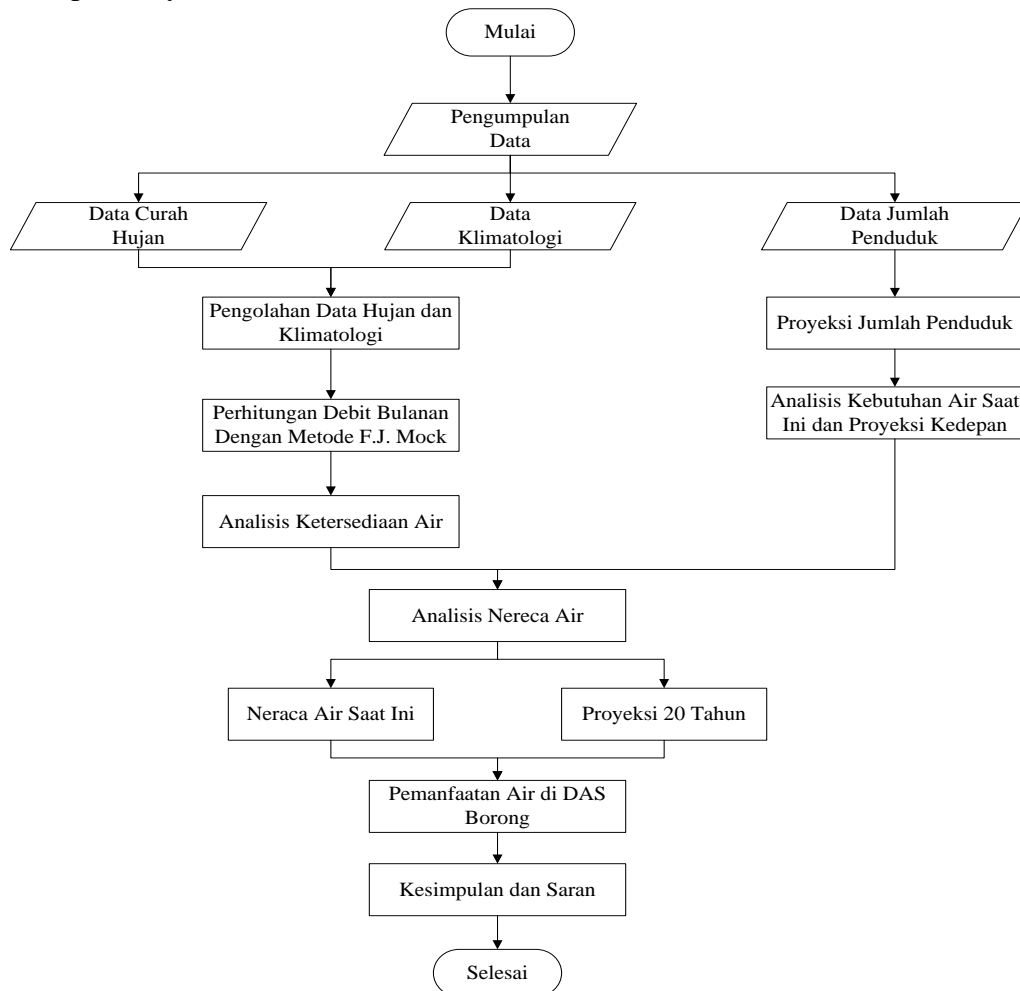 Mulai
Pengumpulan
Data
Data Curah
Hujan
Data
Klimatologi
Data Jumlah
Penduduk
Pengolahan Data Hujan dan
Klimatologi
Proyeksi Jumlah Penduduk
Perhitungan Debit Bulanan
Dengan Metode F.J. Mock
Analisis Kebutuhan Air Saat
Ini dan Proyeksi Kedepan
Analisis Ketersediaan Air
Analisis Nereca Air
Neraca Air Saat Ini
Proyeksi 20 Tahun
Pemanfaatan Air di DAS
Borong
Kesimpulan dan Saran
Selesai